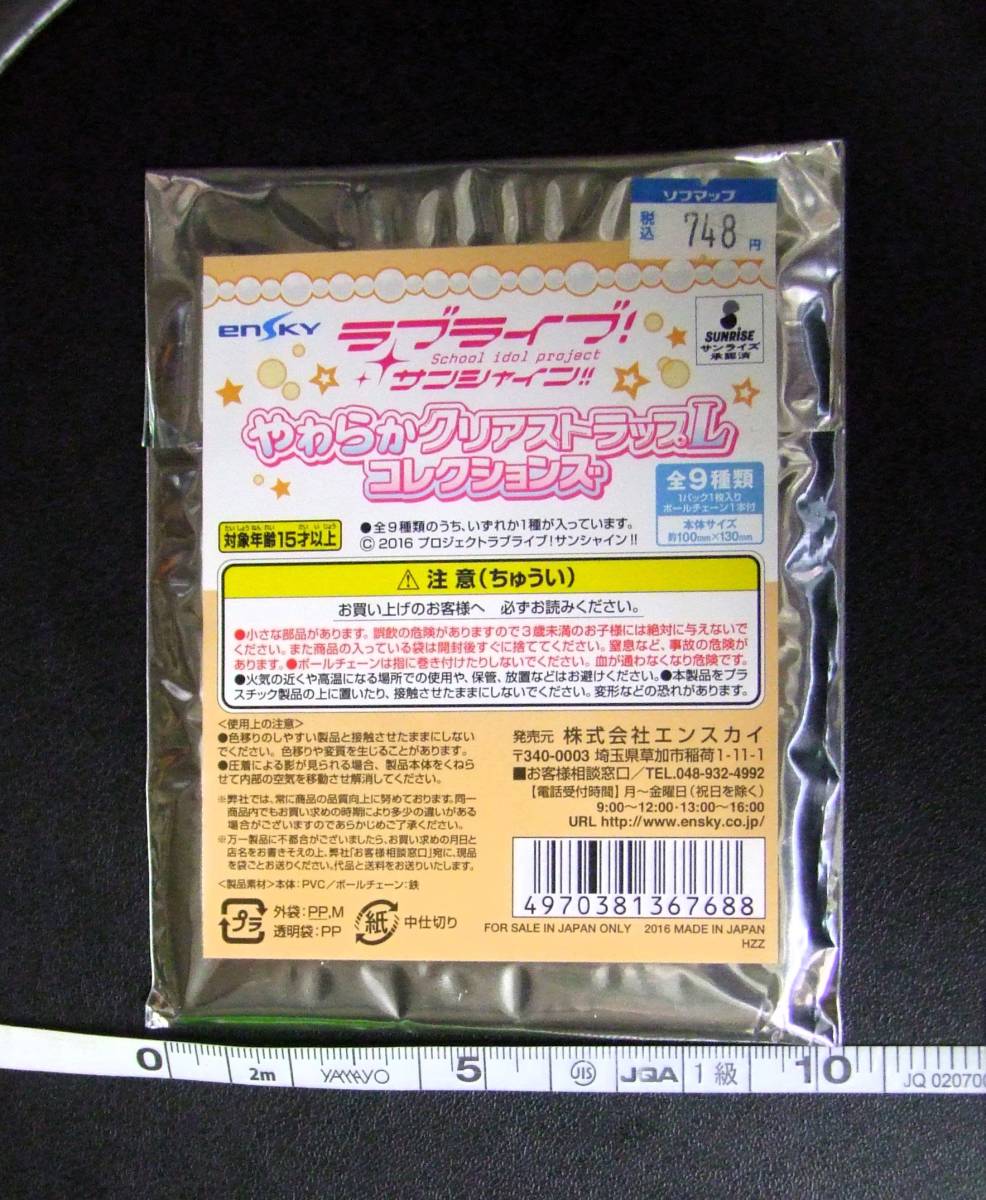 ソフマップ
税込 748円
ensky
ラブライブ!
School idol project
サンシャイン!!
SUNRISE
サンライズ
承認済
やわらかクリアストラップL
コレクションズ
全9種類
1パック1枚入り
ボールチェーン1本付
本体サイズ
約100mm×130mm
たいしょうねんれい さいいじょう
対象年齢15才以上
●全9種類のうち、いずれか1種が入っています。
© 2016 プロジェクトラブライブ!サンシャイン!!
⚠ 注意(ちゅうい)
お買い上げのお客様へ 必ずお読みください。
●小さな部品があります。誤飲の危険がありますので3歳未満のお子様には絶対に与えないで
ください。また商品の入っている袋は開封後すぐに捨ててください。窒息など、事故の危険が
あります。●ボールチェーンは指に巻き付けたりしないでください。血が通わなくなり危険です。
●火気の近くや高温になる場所での使用や、保管、放置などはお避けください。●本製品をプラ
スチック製品の上に置いたり、接触させたままにしないでください。変形などの恐れがあります。
<使用上の注意>
●色移りのしやすい製品と接触させたままにしない
でください。色移りや変質を生じることがあります。
●圧着による影が見られる場合、製品本体をくねら
せて内部の空気を移動させ解消してください。
※弊社では、常に商品の品質向上に努めております。同一
商品内でもお買い求めの時期により多少の違いがある
場合がございますのであらかじめご了承ください。
※万一製品に不都合がございましたら、お買い求めの月日と
店名をお書きそえの上、弊社「お客様相談窓口」宛に、現品
を袋ごとお送りください。代品と送料をお送りいたします。
<製品素材>本体:PVC/ボールチェーン:鉄
プラ
外袋:PP,M
透明袋:PP
紙
中仕切り
発売元 株式会社エンスカイ
〒340-0003 埼玉県草加市稲荷1-11-1
■お客様相談窓口/TEL.048-932-4992
【電話受付時間】月~金曜日(祝日を除く)
9:00~12:00・13:00~16:00
URL http://www.ensky.co.jp/
4970381367688
FOR SALE IN JAPAN ONLY 2016 MADE IN JAPAN
HZZ
0 5 10
2m YAMAYO JIS JQA 1級 JQ 020700